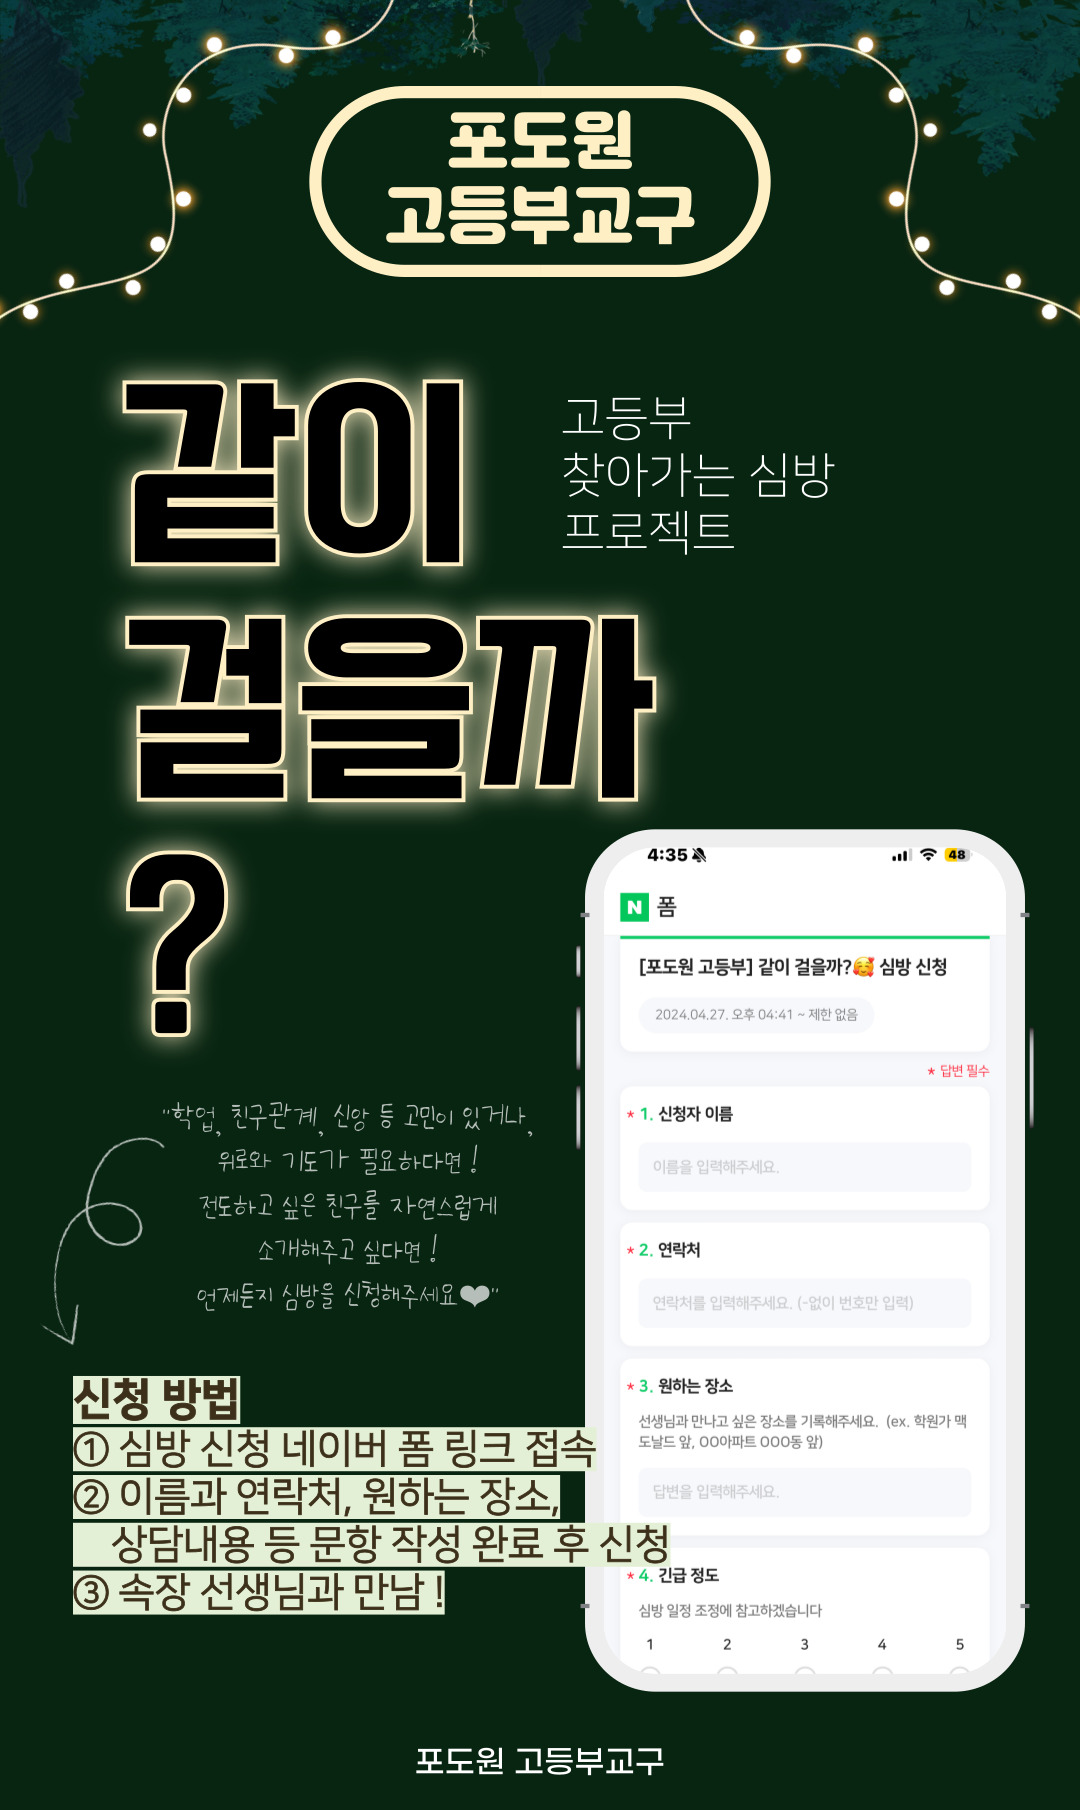 포도원
고등부교구
같이
걸을까
?
고등부
찾아가는 심방
프로젝트
"학업, 친구관계, 신앙 등 고민이 있거나,
위로와 기도가 필요하다면 !
전도하고 싶은 친구를 자연스럽게
소개해주고 싶다면 !
언제든지 심방을 신청해주세요❤"
신청 방법
① 심방 신청 네이버 폼 링크 접속
② 이름과 연락처, 원하는 장소,
상담내용 등 문항 작성 완료 후 신청
③ 속장 선생님과 만남 !
4:35
48
N 폼
[포도원 고등부] 같이 걸을까?🥰 심방 신청
2024.04.27. 오후 04:41 ~ 제한 없음
* 답변 필수
* 1. 신청자 이름
이름을 입력해주세요.
* 2. 연락처
연락처를 입력해주세요. (-없이 번호만 입력)
* 3. 원하는 장소
선생님과 만나고 싶은 장소를 기록해주세요. (ex. 학원가 맥
도날드 앞, OO아파트 OOO동 앞)
답변을 입력해주세요.
* 4. 긴급 정도
심방 일정 조정에 참고하겠습니다
1 2 3 4 5
포도원 고등부교구